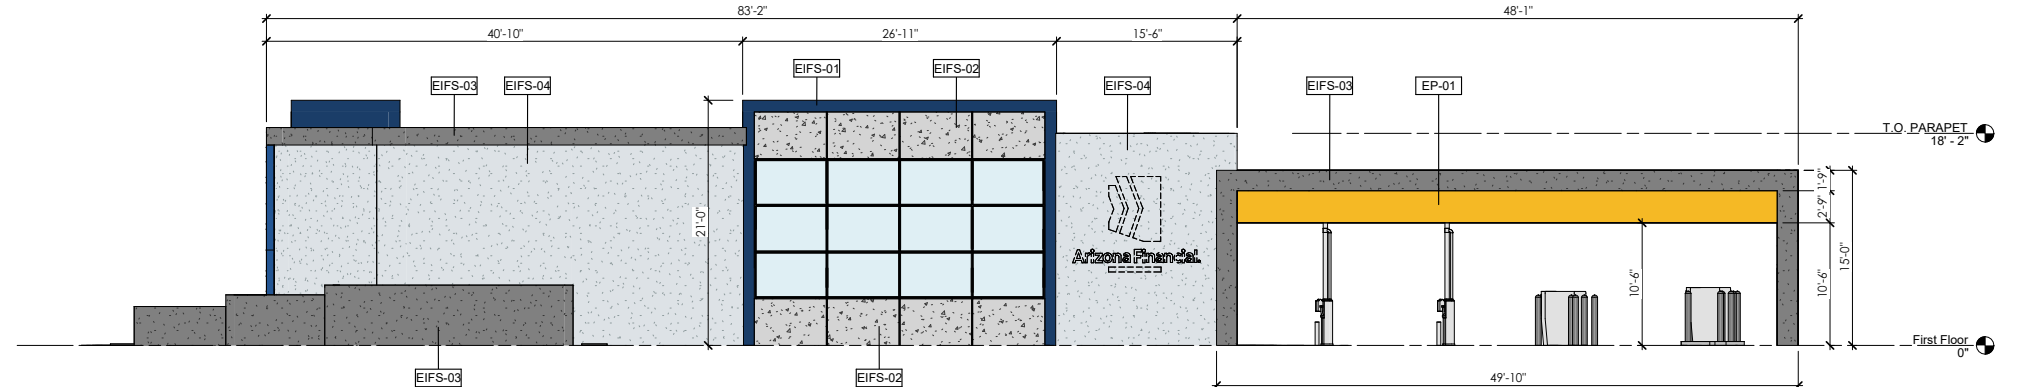 83'-2"
48'-1"
40'-10"
26'-11"
15'-6"
EIFS-01
EIFS-02
EIFS-03
EIFS-04
EIFS-04
EIFS-03
EP-01
T.O. PARAPET
18' - 2"
21'-0"
Arizona Financial
1'-9"
2'-9"
10'-6"
10'-6"
15'-0"
First Floor
0"
EIFS-03
EIFS-02
49'-10"